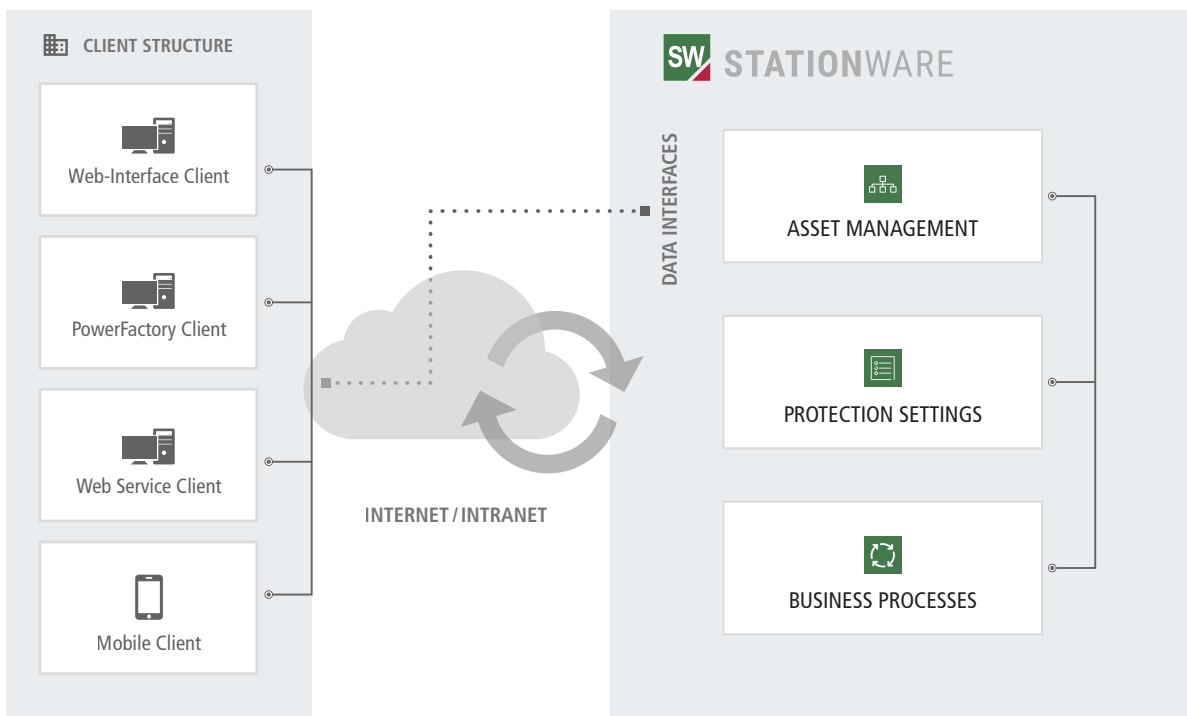 CLIENT STRUCTURE
Web-Interface Client
PowerFactory Client
Web Service Client
Mobile Client
INTERNET / INTRANET
SW STATIONWARE
DATA INTERFACES
ASSET MANAGEMENT
PROTECTION SETTINGS
BUSINESS PROCESSES